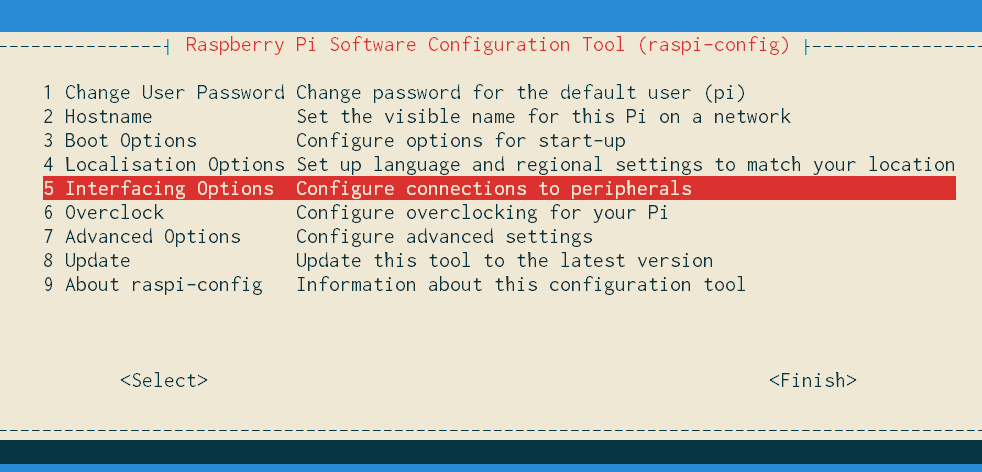 Raspberry Pi Software Configuration Tool (raspi-config)
1 Change User Password Change password for the default user (pi)
2 Hostname Set the visible name for this Pi on a network
3 Boot Options Configure options for start-up
4 Localisation Options Set up language and regional settings to match your location
5 Interfacing Options Configure connections to peripherals
6 Overclock Configure overclocking for your Pi
7 Advanced Options Configure advanced settings
8 Update Update this tool to the latest version
9 About raspi-config Information about this configuration tool
<Select> <Finish>